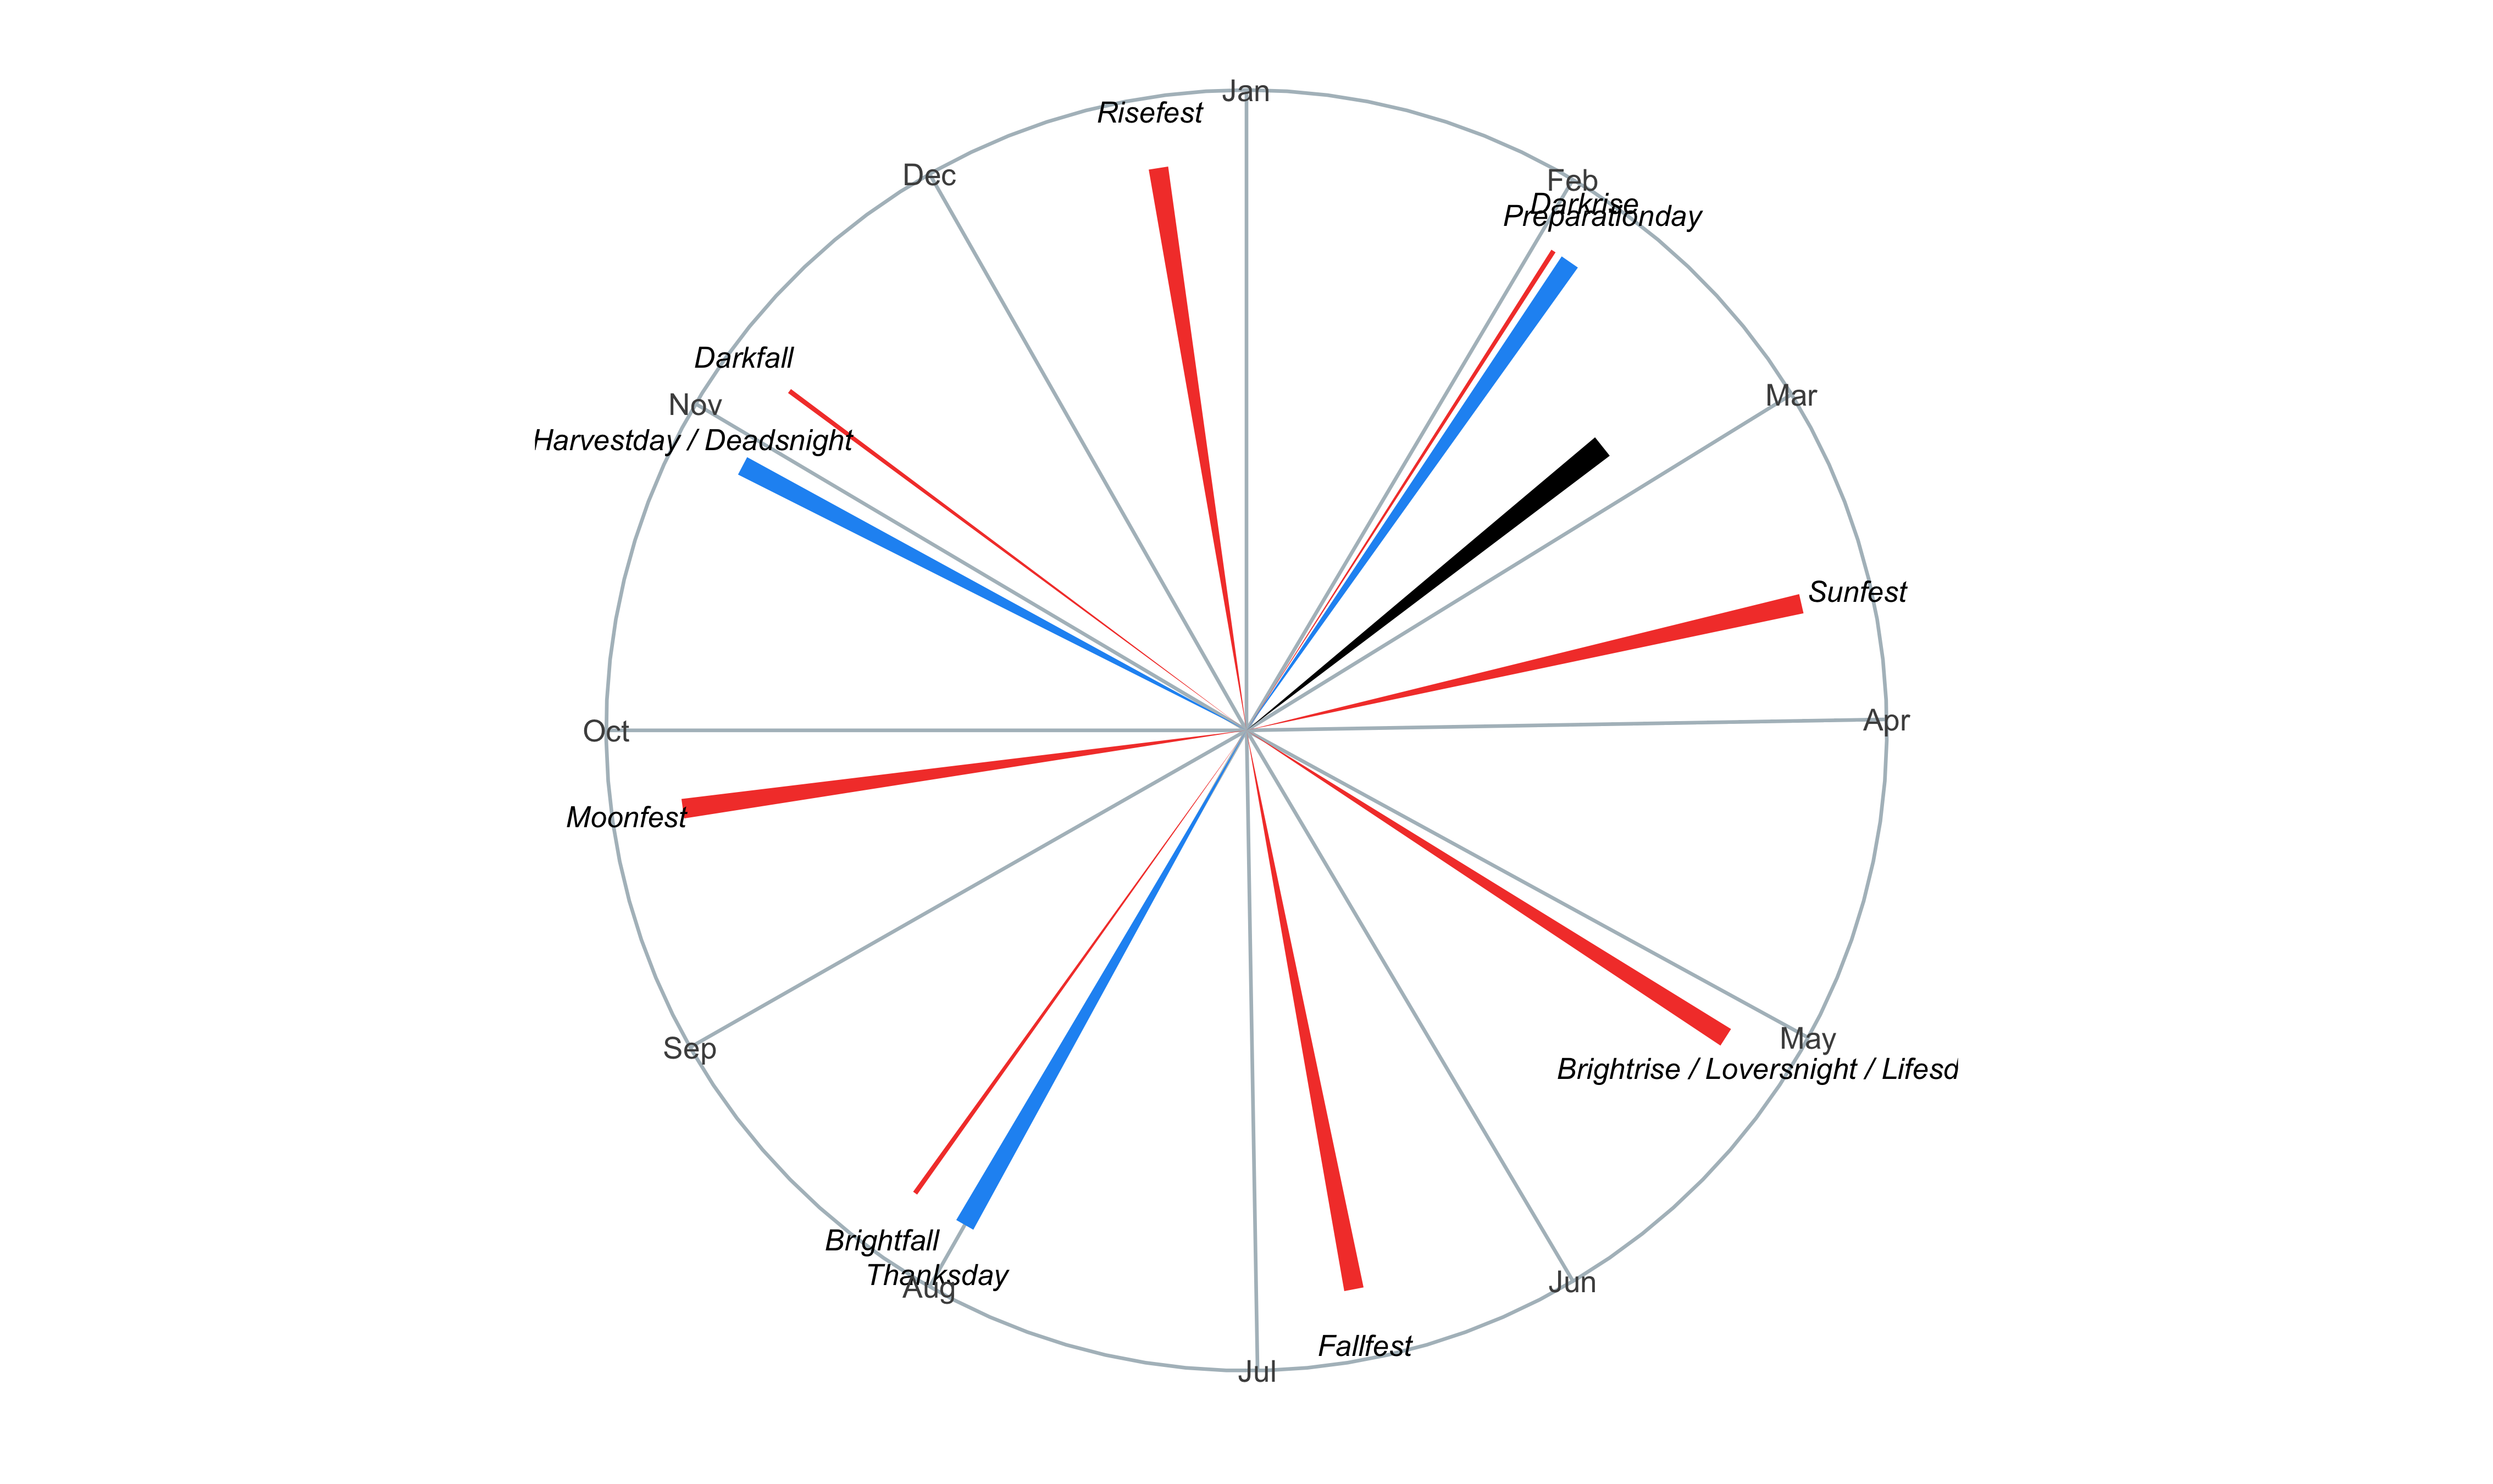 Jan
Risefest
Dec
Feb
Darkrise
Preparationday
Darkfall
Mar
Nov
Harvestday / Deadsnight
Sunfest
Apr
Oct
Moonfest
May
Sep
Brightrise / Loversnight / Lifesd
Brightfall
Thanksday
Aug
Jun
Fallfest
Jul